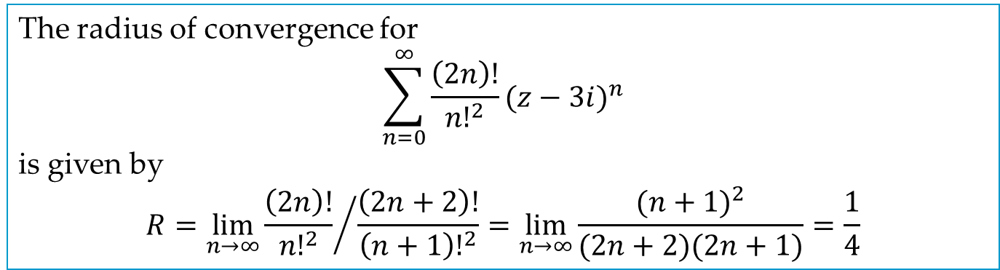 The radius of convergence for
$$\sum_{n=0}^{\infty} \frac{(2n)!}{n!^2} (z - 3i)^n$$
is given by
$$R = \lim_{n \to \infty} \frac{(2n)!}{n!^2} \Big/ \frac{(2n + 2)!}{(n + 1)!^2} = \lim_{n \to \infty} \frac{(n + 1)^2}{(2n + 2)(2n + 1)} = \frac{1}{4}$$